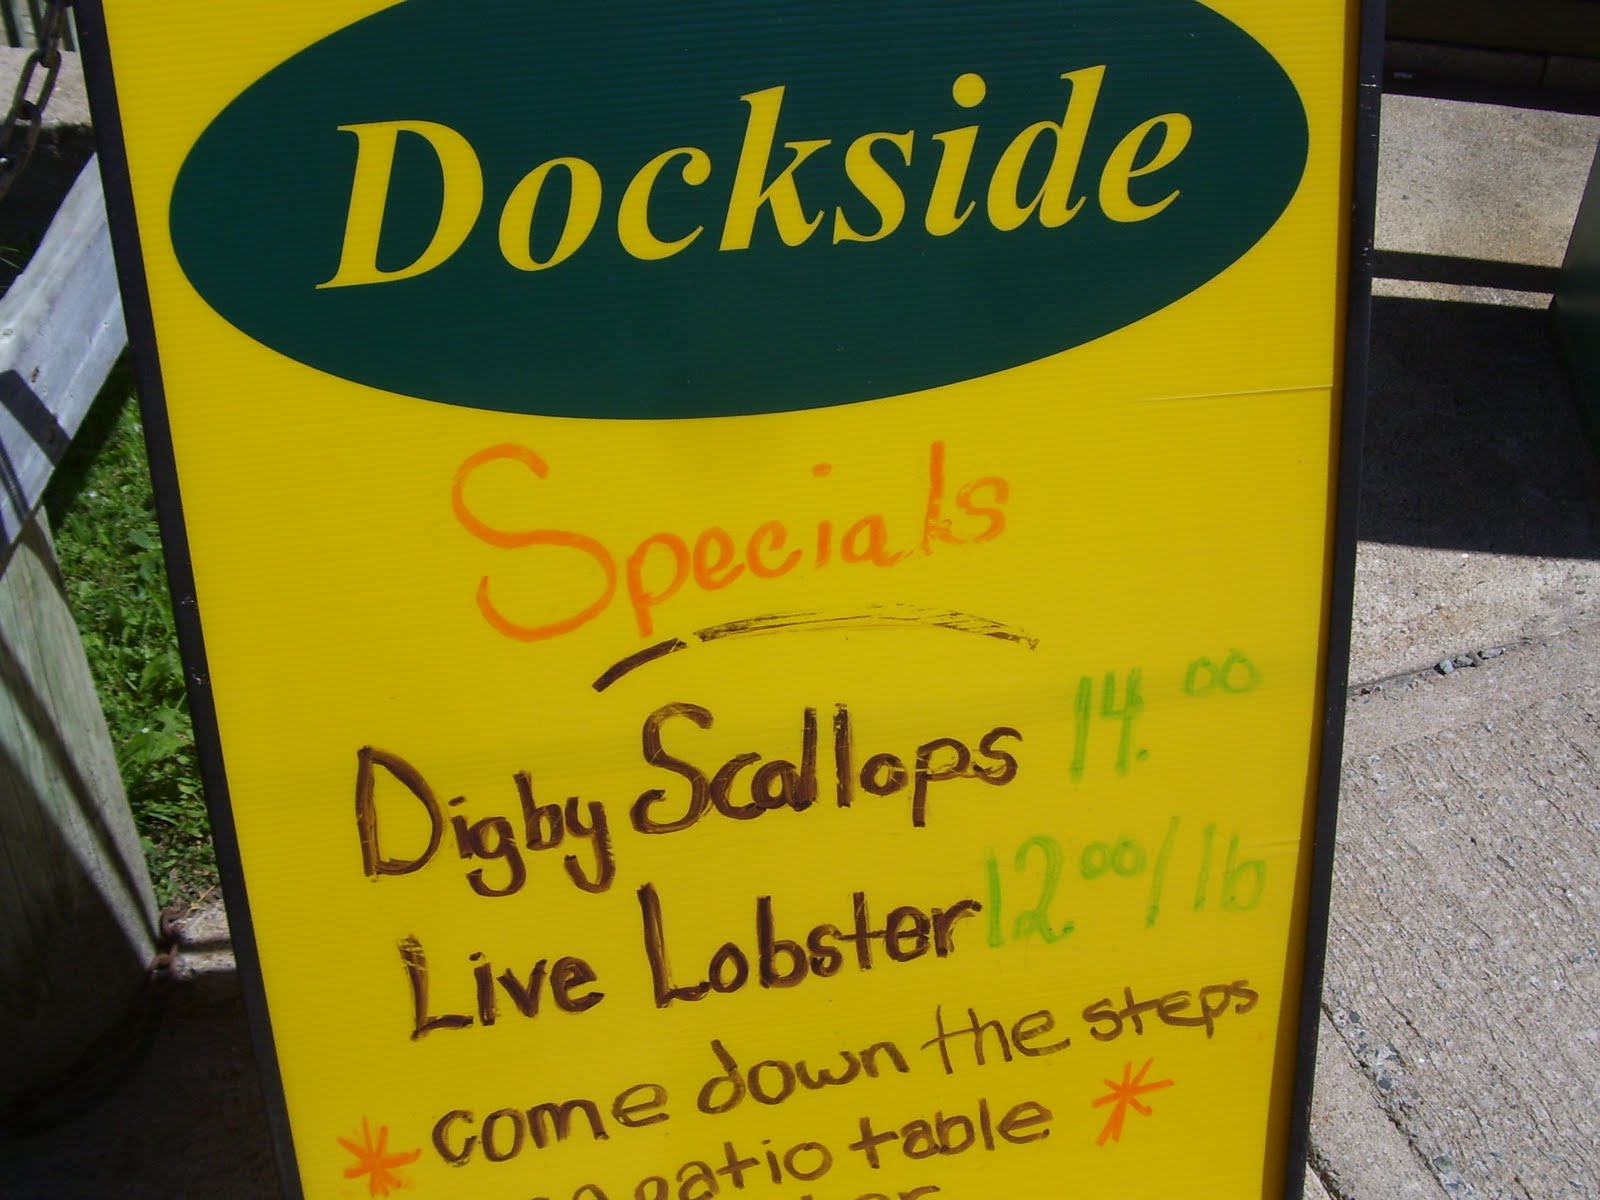 Dockside
Specials
Digby Scallops 14.00
Live Lobster 12.00/lb
* come down the steps
patio table *